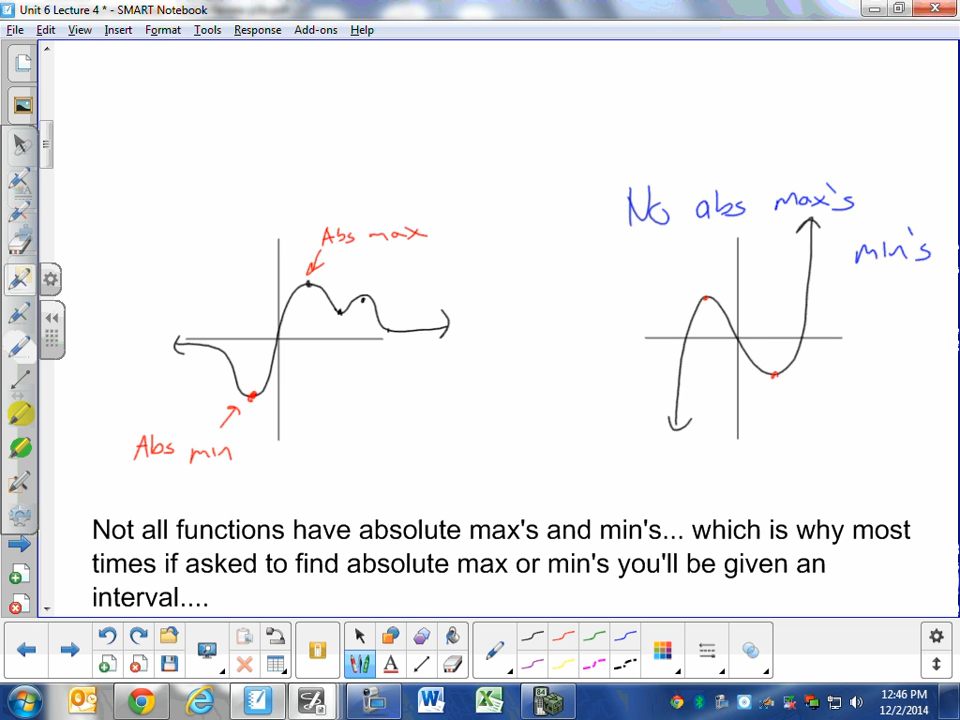 Unit 6 Lecture 4 * - SMART Notebook
File Edit View Insert Format Tools Response Add-ons Help
Abs max
Abs min
No abs max's
min's
Not all functions have absolute max's and min's... which is why most
times if asked to find absolute max or min's you'll be given an
interval....
12:46 PM
12/2/2014